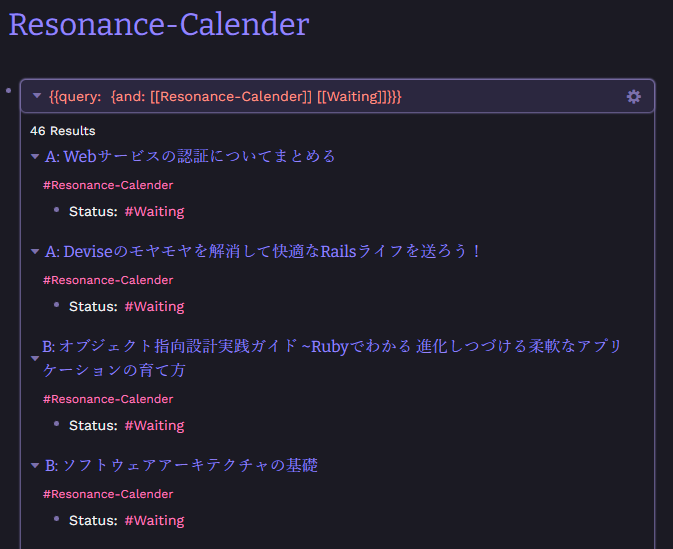 Resonance-Calender
{{query: {and: [[Resonance-Calender]] [[Waiting]]}}}
46 Results
A: Webサービスの認証についてまとめる
#Resonance-Calender
Status: #Waiting
A: Deviseのモヤモヤを解消して快適なRailsライフを送ろう！
#Resonance-Calender
Status: #Waiting
B: オブジェクト指向設計実践ガイド ~Rubyでわかる 進化しつづける柔軟なアプリ
ケーションの育て方
#Resonance-Calender
Status: #Waiting
B: ソフトウェアアーキテクチャの基礎
#Resonance-Calender
Status: #Waiting